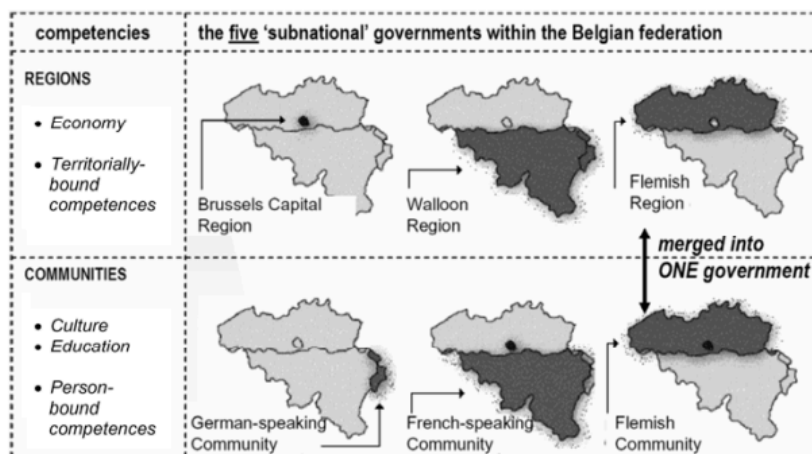 competencies
the five 'subnational' governments within the Belgian federation
REGIONS
• Economy
• Territorially-
bound
competences
Brussels Capital
Region
Walloon
Region
Flemish
Region
merged into
ONE government
COMMUNITIES
• Culture
• Education
• Person-
bound
competences
German-speaking
Community
French-speaking
Community
Flemish
Community